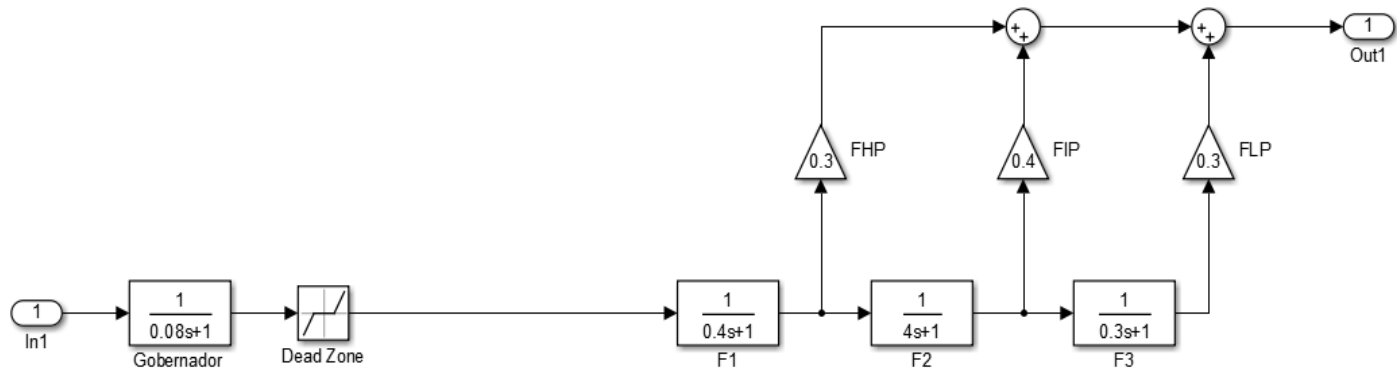 1
Out1
+
+
+
+
0.3
FHP
0.4
FIP
0.3
FLP
1
In1
1
0.08s+1
Gobernador
Dead Zone
1
0.4s+1
F1
1
4s+1
F2
1
0.3s+1
F3